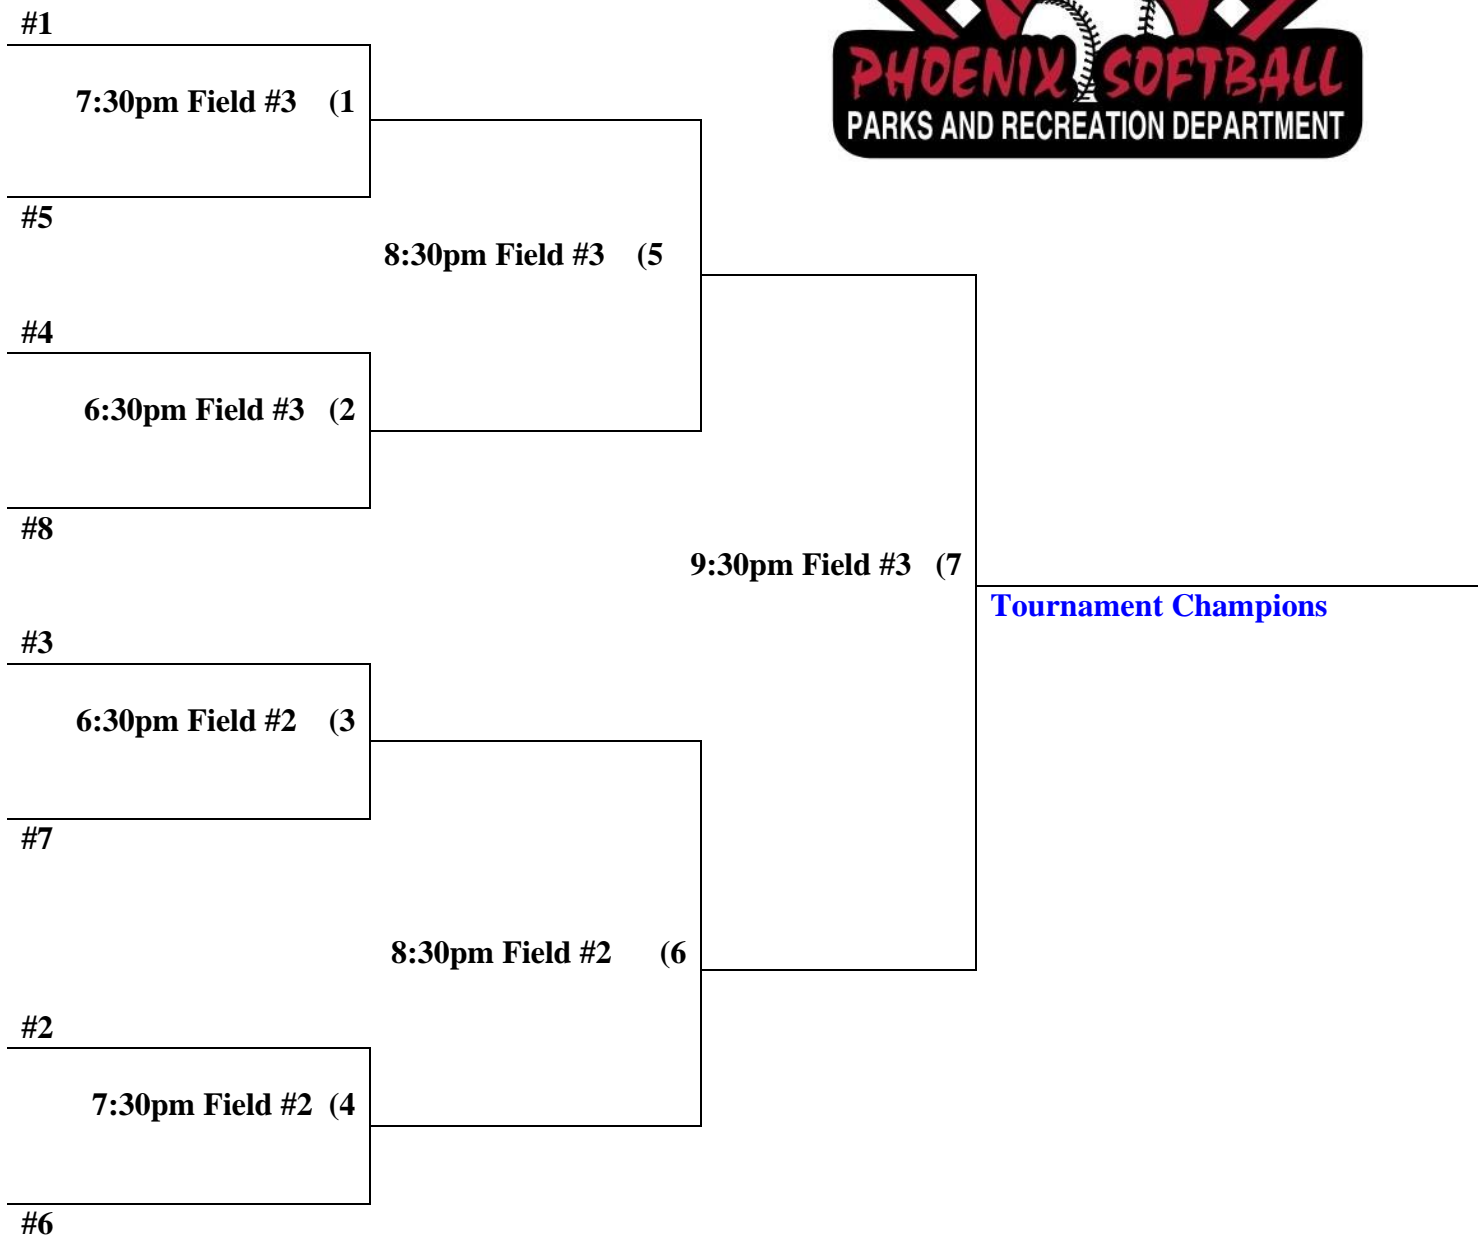 #1
PHOENIX SOFTBALL
7:30pm Field #3 (1
PARKS AND RECREATION DEPARTMENT
#5
8:30pm Field #3 (5
#4
6:30pm Field #3 (2
#8
9:30pm Field #3 (7
Tournament Champions
#3
6:30pm Field #2 (3
#7
8:30pm Field #2 (6
#2
7:30pm Field #2 (4
#6